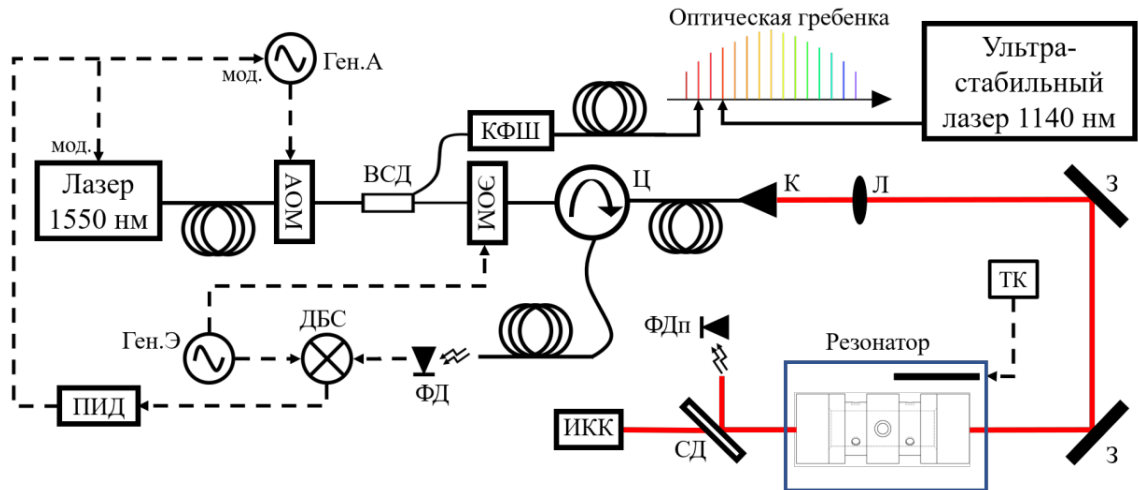 Оптическая гребенка
Ультра-
стабильный
лазер 1140 нм
Ген.А
мод.
КФШ
мод.
Лазер
1550 нм
АОМ
ВСД
ЭОМ
Ц
К
Л
З
ТК
ДБС
Ген.Э
ФД
ФДп
Резонатор
ПИД
ИКК
СД
З